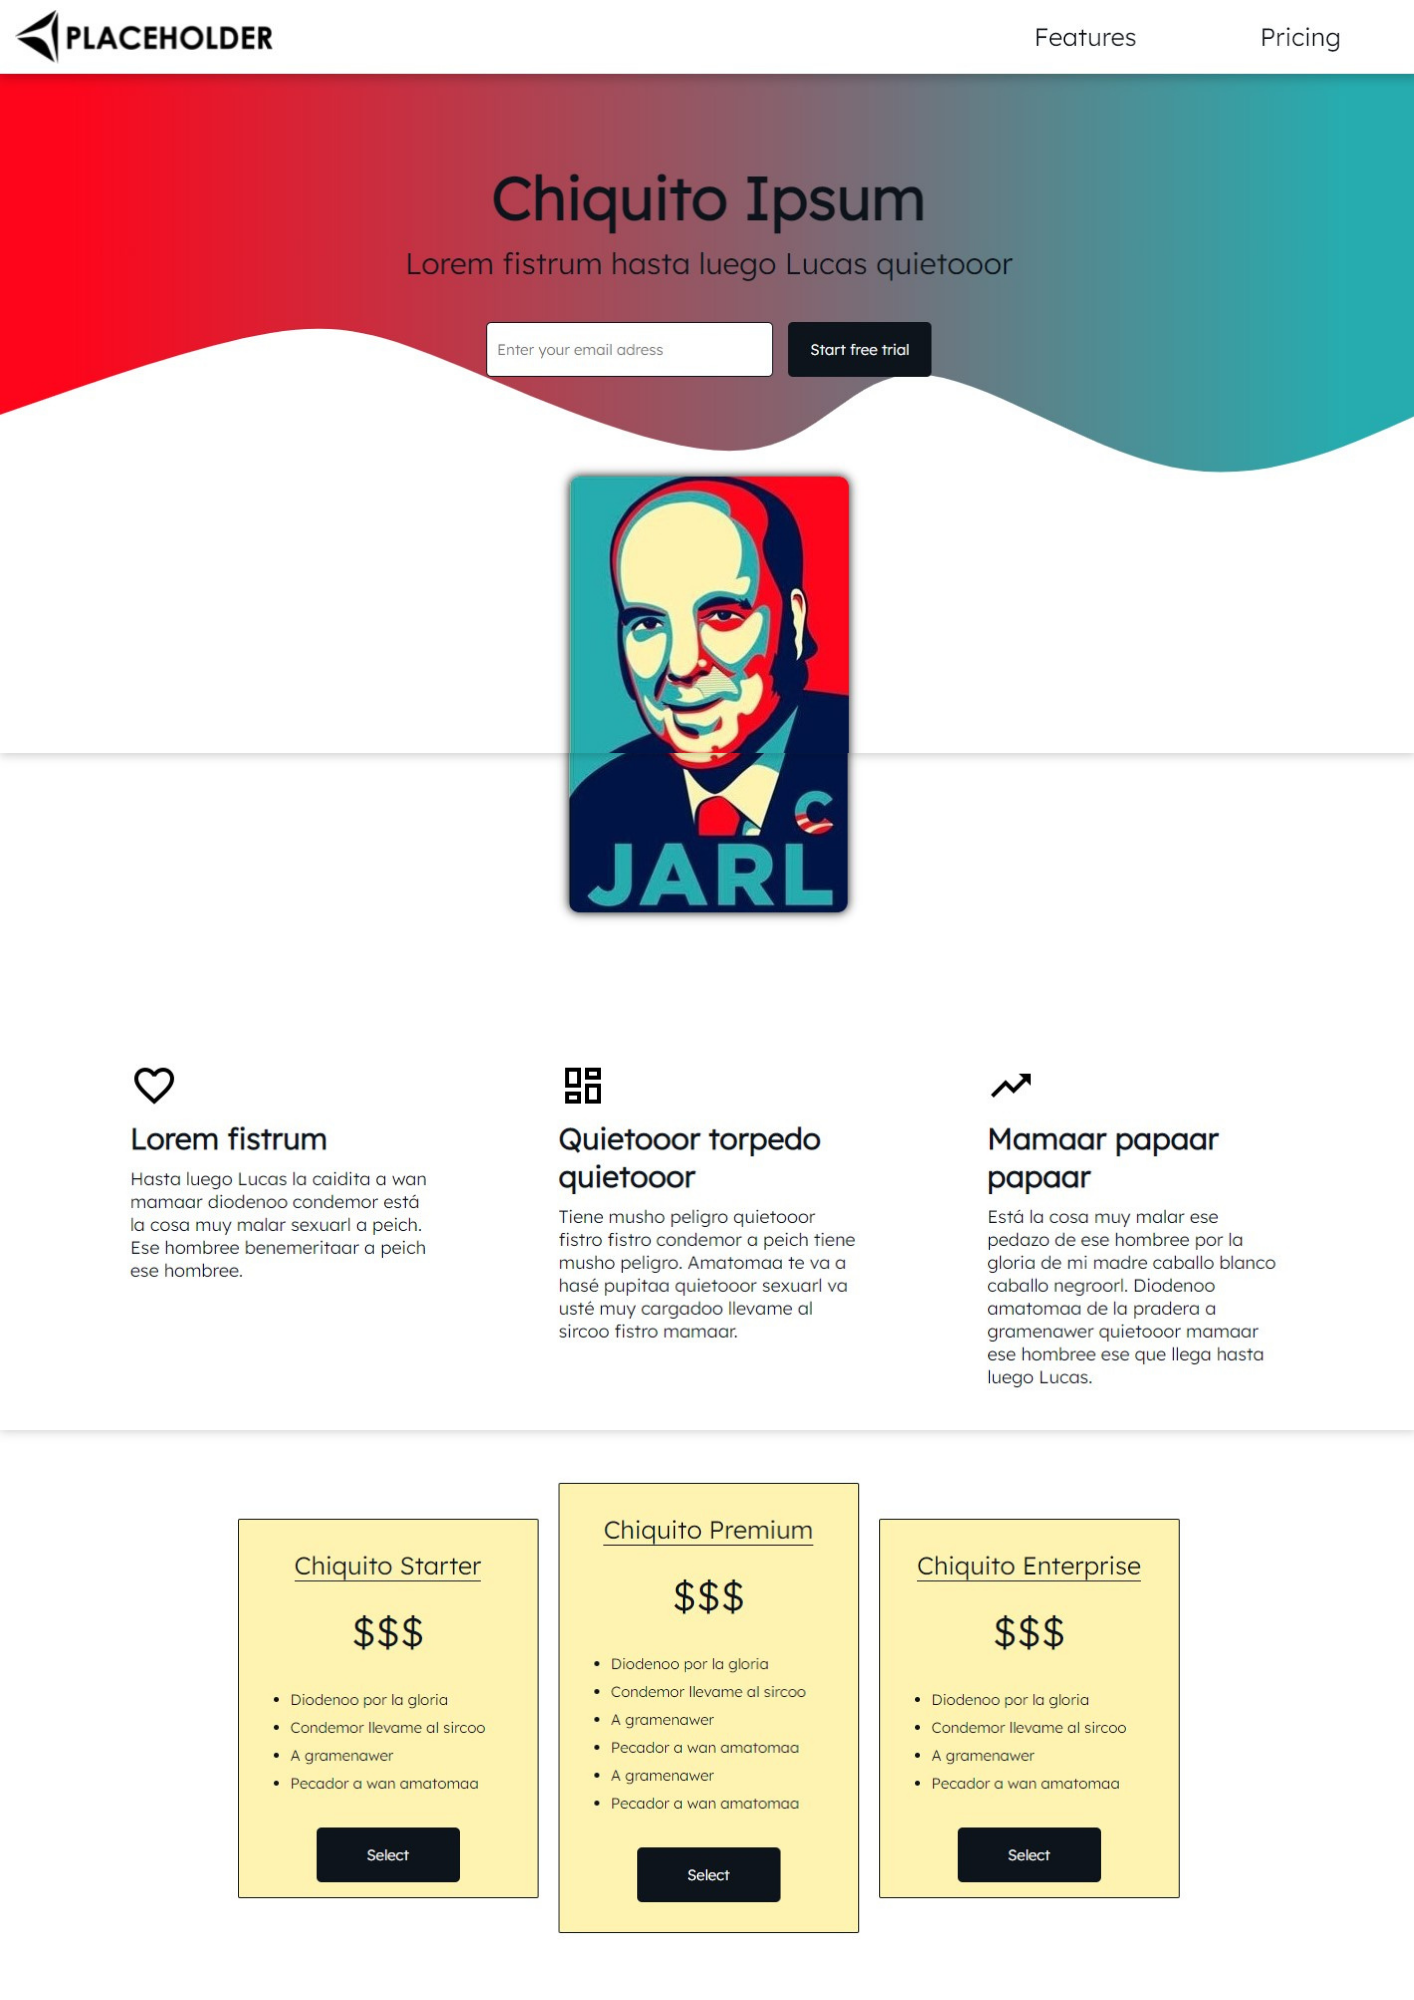 PLACEHOLDER
Features
Pricing
Chiquito Ipsum
Lorem fistrum hasta luego Lucas quietooor
Enter your email adress
Start free trial
C
JARL
Lorem fistrum
Hasta luego Lucas la caidita a wan
mamaar diodenoo condemor está
la cosa muy malar sexuarl a peich.
Ese hombree benemeritaar a peich
ese hombree.
Quietooor torpedo
quietooor
Tiene musho peligro quietooor
fistro fistro condemor a peich tiene
musho peligro. Amatomaa te va a
hasé pupitaa quietooor sexuarl va
usté muy cargadoo llevame al
sircoo fistro mamaar.
Mamaar papaar
papaar
Está la cosa muy malar ese
pedazo de ese hombree por la
gloria de mi madre caballo blanco
caballo negroorl. Diodenoo
amatomaa de la pradera a
gramenawer quietooor mamaar
ese hombree ese que llega hasta
luego Lucas.
Chiquito Starter
$$$
Diodenoo por la gloria
Condemor llevame al sircoo
A gramenawer
Pecador a wan amatomaa
Select
Chiquito Premium
$$$
Diodenoo por la gloria
Condemor llevame al sircoo
A gramenawer
Pecador a wan amatomaa
A gramenawer
Pecador a wan amatomaa
Select
Chiquito Enterprise
$$$
Diodenoo por la gloria
Condemor llevame al sircoo
A gramenawer
Pecador a wan amatomaa
Select